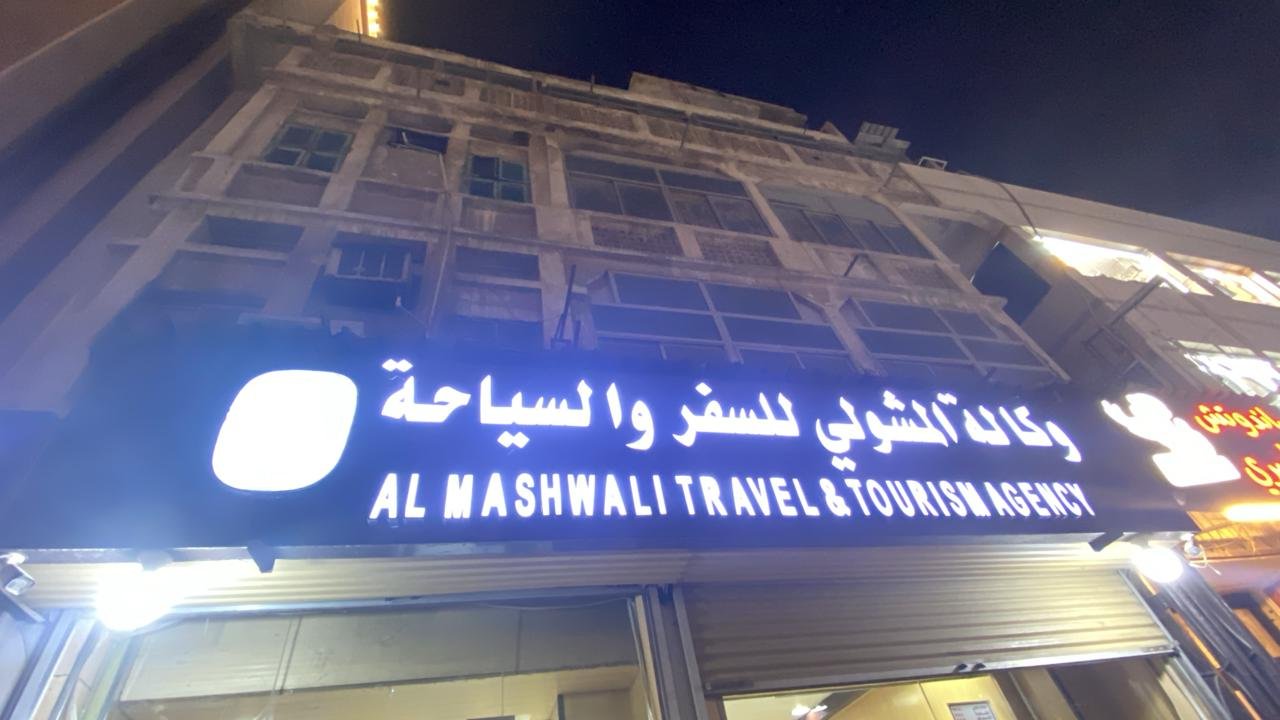 وكالة المشولي للسفر والسياحة
AL MASHWALI TRAVEL & TOURISM AGENCY